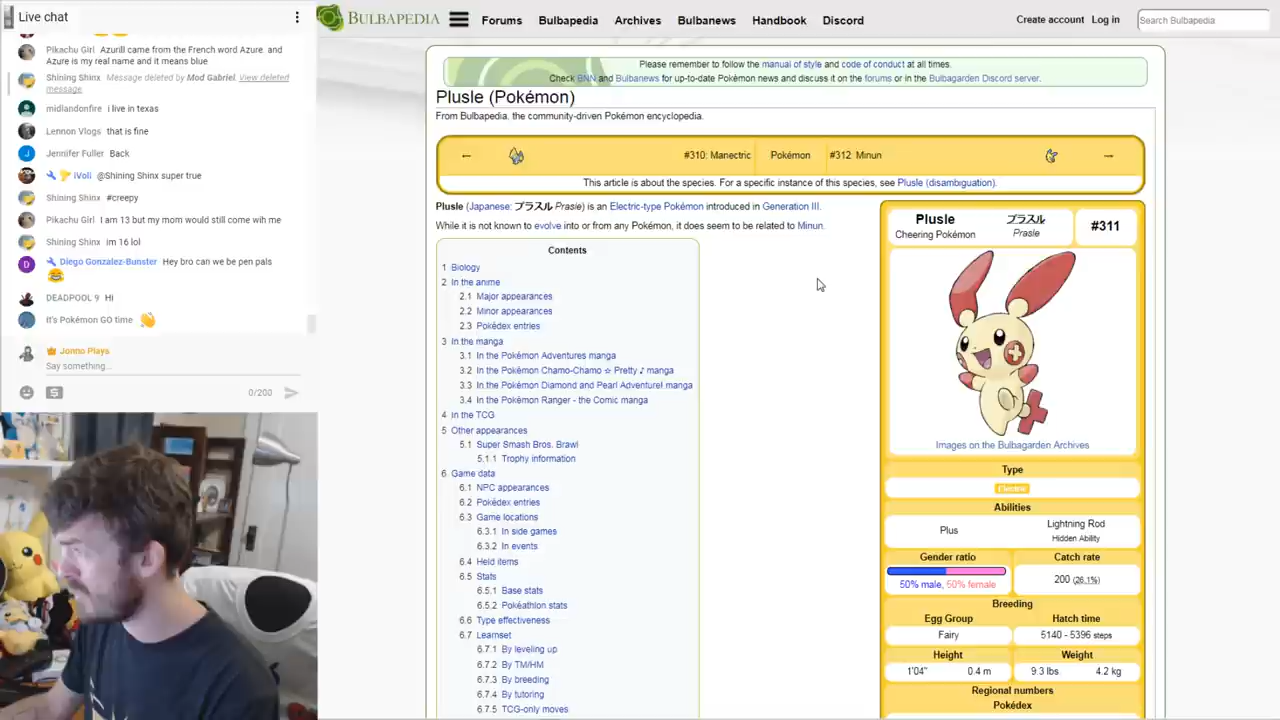 Live chat
Pikachu Girl Azurill came from the French word Azure and
Azure is my real name and it means blue
Shining Shinx Message deleted by Mod Gabriel. View deleted
message.
midlandonfire i live in texas
Lennon Vlogs that is fine
Jennifer Fuller Back
iVoli @Shining Shinx super true
Shining Shinx #creepy
Pikachu Girl I am 13 but my mom would still come wih me
Shining Shinx im 16 lol
Diego Gonzalez-Bunster Hey bro can we be pen pals
DEADPOOL 9 Hi
It's Pokémon GO time
Jonno Plays
Say something...
0/200
BULBAPEDIA
Forums Bulbapedia Archives Bulbanews Handbook Discord
Create account Log in
Search Bulbapedia
Please remember to follow the manual of style and code of conduct at all times.
Check BNN and Bulbanews for up-to-date Pokémon news and discuss it on the forums or in the Bulbagarden Discord server.
Plusle (Pokémon)
From Bulbapedia, the community-driven Pokémon encyclopedia.
← #310: Manectric Pokémon #312 Minun →
This article is about the species. For a specific instance of this species, see Plusle (disambiguation).
Plusle (Japanese: プラスル Prasle) is an Electric-type Pokémon introduced in Generation III.
While it is not known to evolve into or from any Pokémon, it does seem to be related to Minun.
Contents
1 Biology
2 In the anime
2.1 Major appearances
2.2 Minor appearances
2.3 Pokédex entries
3 In the manga
3.1 In the Pokémon Adventures manga
3.2 In the Pokémon Chamo-Chamo ☆ Pretty ♪ manga
3.3 In the Pokémon Diamond and Pearl Adventure! manga
3.4 In the Pokémon Ranger - the Comic manga
4 In the TCG
5 Other appearances
5.1 Super Smash Bros. Brawl
5.1.1 Trophy information
6 Game data
6.1 NPC appearances
6.2 Pokédex entries
6.3 Game locations
6.3.1 In side games
6.3.2 In events
6.4 Held items
6.5 Stats
6.5.1 Base stats
6.5.2 Pokéathlon stats
6.6 Type effectiveness
6.7 Learnset
6.7.1 By leveling up
6.7.2 By TM/HM
6.7.3 By breeding
6.7.4 By tutoring
6.7.5 TCG-only moves
Plusle プラスル #311
Cheering Pokémon Prasle
Images on the Bulbagarden Archives
Type
Electric
Abilities
Plus Lightning Rod
Hidden Ability
Gender ratio Catch rate
50% male, 50% female 200 (26.1%)
Breeding
Egg Group Hatch time
Fairy 5140 - 5396 steps
Height Weight
1'04" 0.4 m 9.3 lbs 4.2 kg
Regional numbers
Pokédex